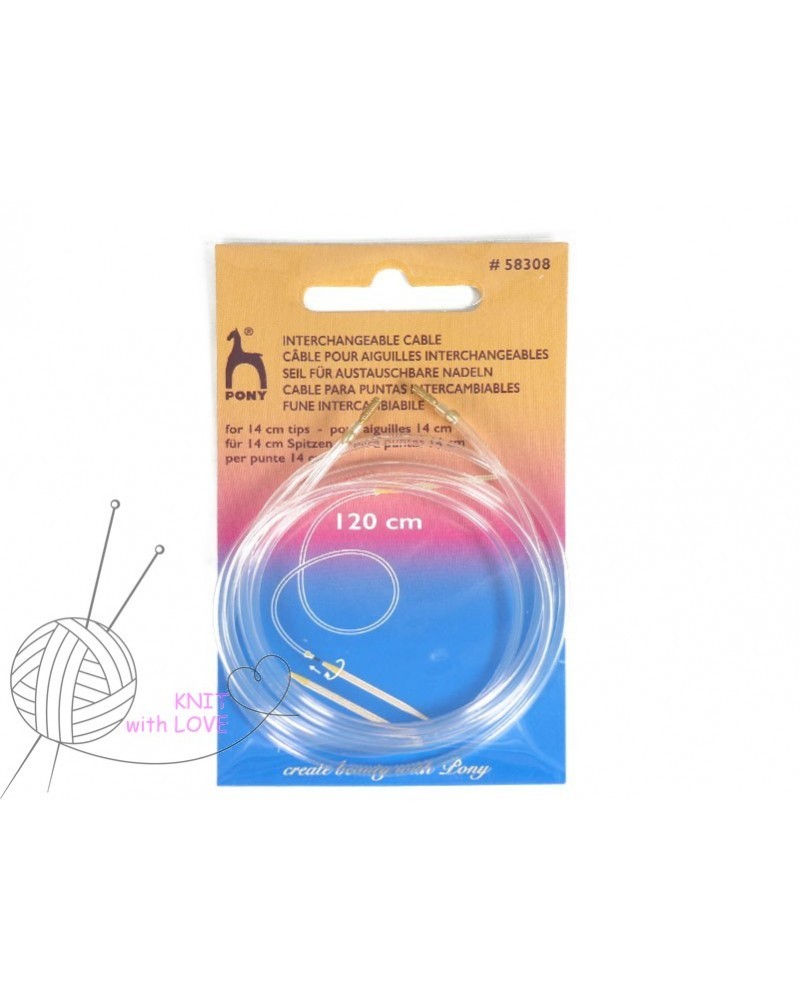 # 58308
®
PONY
INTERCHANGEABLE CABLE
CÂBLE POUR AIGUILLES INTERCHANGEABLES
SEIL FÜR AUSTAUSCHBARE NADELN
CABLE PARA PUNTAS INTERCAMBIABLES
FUNE INTERCAMBIABILE
for 14 cm tips - pour aiguilles 14 cm
für 14 cm Spitzen puntas 14 cm
per punte 14
120 cm
create beauty with Pony
KNIT
with LOVE